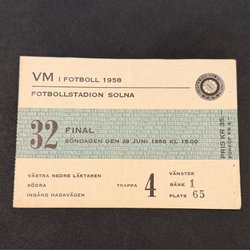 VM I FOTBOLL 1958
FOTBOLLSTADION SOLNA
32 FINAL
SÖNDAGEN DEN 29 JUNI 1958 KL 15.00
PRIS KR 35:–
VÄSTRA NEDRE LÄKTAREN
SÖDRA
INGÅNG HAGAVÄGEN
TRAPPA 4
VÄNSTER
BÄNK 1
PLATS 65